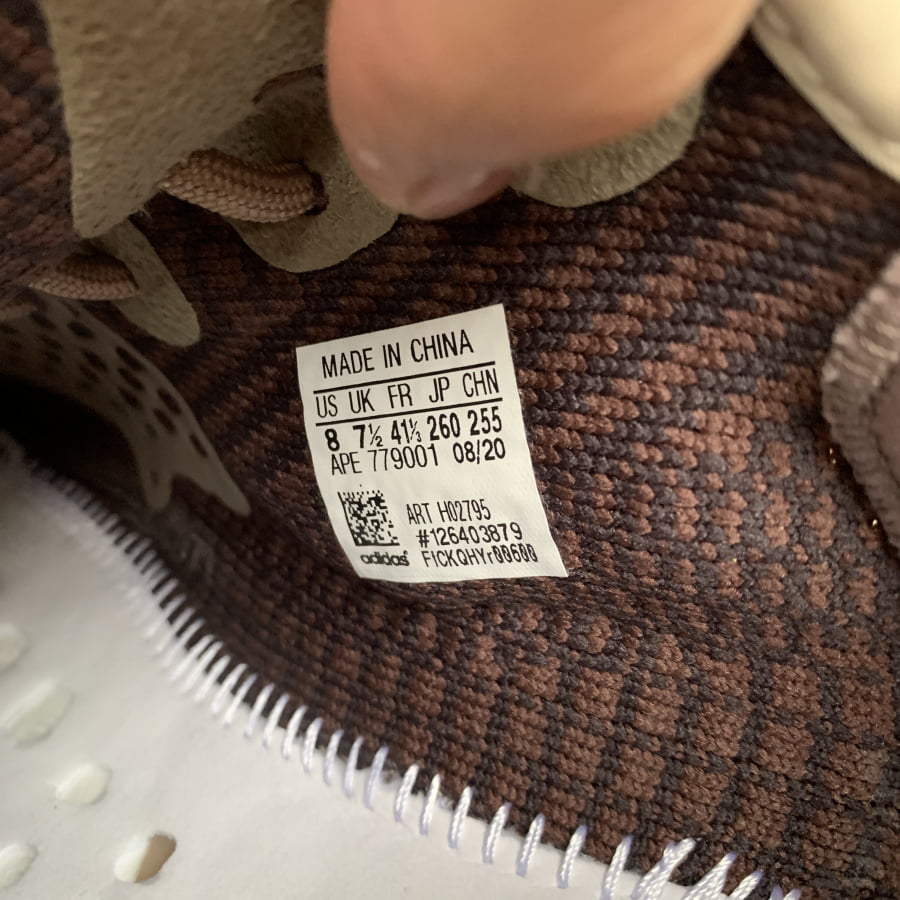 MADE IN CHINA
US UK FR JP CHN
8 7½ 41⅓ 260 255
APE 779001 08/20
ART H02795
#126403879
adidas